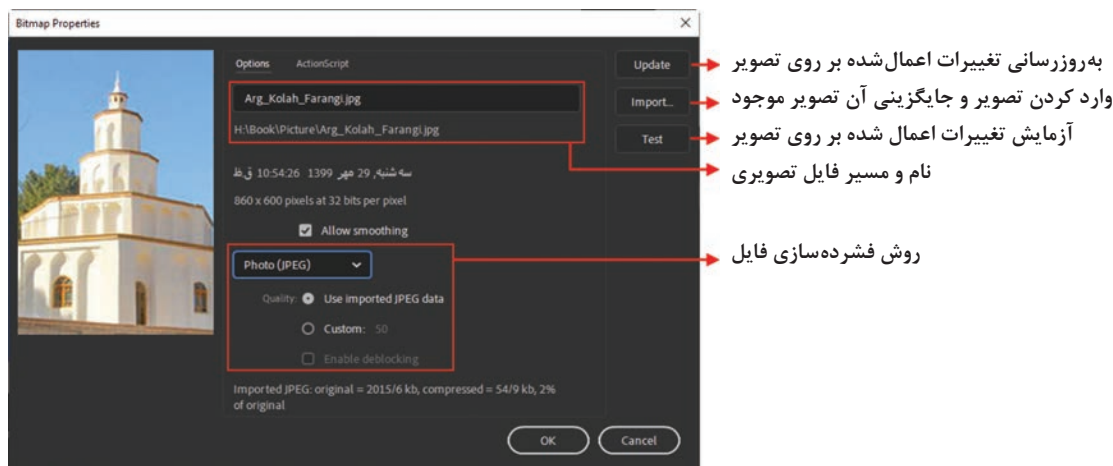 Bitmap Properties
Options ActionScript
Update
Arg_Kolah_Farangi.jpg
Import...
H:\Book\Picture\Arg_Kolah_Farangi.jpg
Test
سه شنبه, 29 مهر 1399 10:54:26 ق.ظ
860 x 600 pixels at 32 bits per pixel
Allow smoothing
Photo (JPEG)
Quality: Use imported JPEG data
Custom: 50
Enable deblocking
Imported JPEG: original = 2015/6 kb, compressed = 54/9 kb, 2%
of original
OK Cancel
به‌روزرسانی تغییرات اعمال‌شده بر روی تصویر
وارد کردن تصویر و جایگزینی آن تصویر موجود
آزمایش تغییرات اعمال شده بر روی تصویر
نام و مسیر فایل تصویری
روش فشرده‌سازی فایل